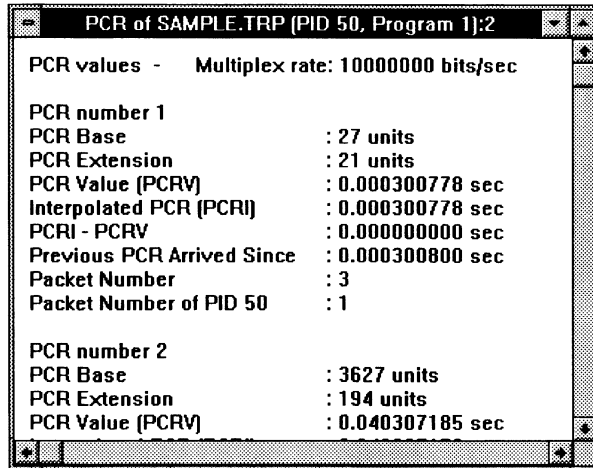 PCR of SAMPLE.TRP (PID 50, Program 1):2
PCR values - Multiplex rate: 10000000 bits/sec
PCR number 1
PCR Base : 27 units
PCR Extension : 21 units
PCR Value (PCRV) : 0.000300778 sec
Interpolated PCR (PCRI) : 0.000300778 sec
PCRI - PCRV : 0.000000000 sec
Previous PCR Arrived Since : 0.000300800 sec
Packet Number : 3
Packet Number of PID 50 : 1
PCR number 2
PCR Base : 3627 units
PCR Extension : 194 units
PCR Value (PCRV) : 0.040307185 sec